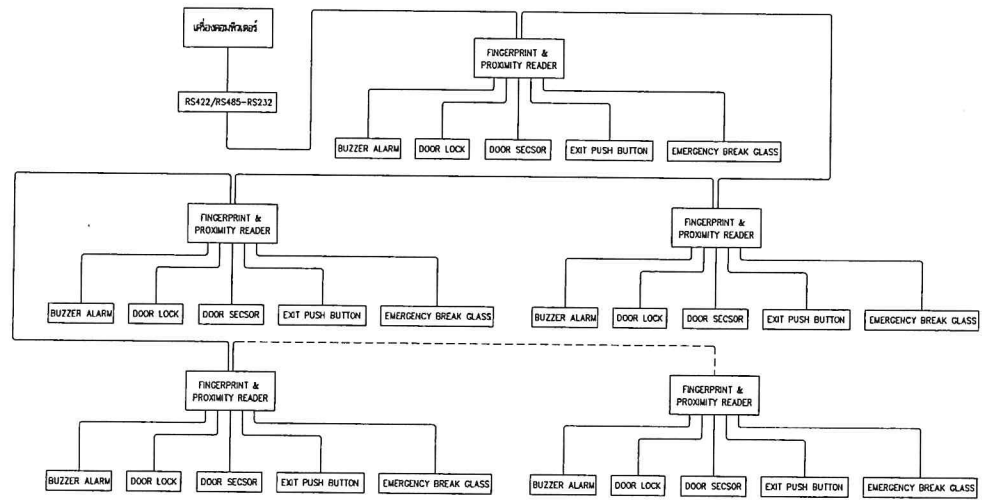 เครื่องคอมพิวเตอร์
RS422/RS485-RS232
FINGERPRINT &
PROXIMITY READER
BUZZER ALARM
DOOR LOCK
DOOR SECSOR
EXIT PUSH BUTTON
EMERGENCY BREAK GLASS
FINGERPRINT &
PROXIMITY READER
BUZZER ALARM
DOOR LOCK
DOOR SECSOR
EXIT PUSH BUTTON
EMERGENCY BREAK GLASS
FINGERPRINT &
PROXIMITY READER
BUZZER ALARM
DOOR LOCK
DOOR SECSOR
EXIT PUSH BUTTON
EMERGENCY BREAK GLASS
FINGERPRINT &
PROXIMITY READER
BUZZER ALARM
DOOR LOCK
DOOR SECSOR
EXIT PUSH BUTTON
EMERGENCY BREAK GLASS
FINGERPRINT &
PROXIMITY READER
BUZZER ALARM
DOOR LOCK
DOOR SECSOR
EXIT PUSH BUTTON
EMERGENCY BREAK GLASS